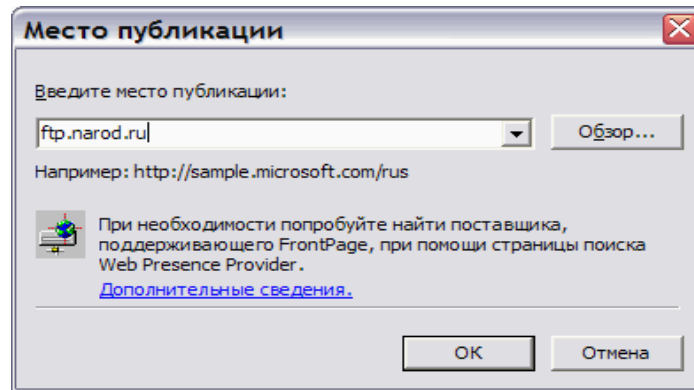 Место публикации
Введите место публикации:
ftp.narod.ru
Обзор...
Например: http://sample.microsoft.com/rus
При необходимости попробуйте найти поставщика,
поддерживающего FrontPage, при помощи страницы поиска
Web Presence Provider.
Дополнительные сведения.
ОК
Отмена